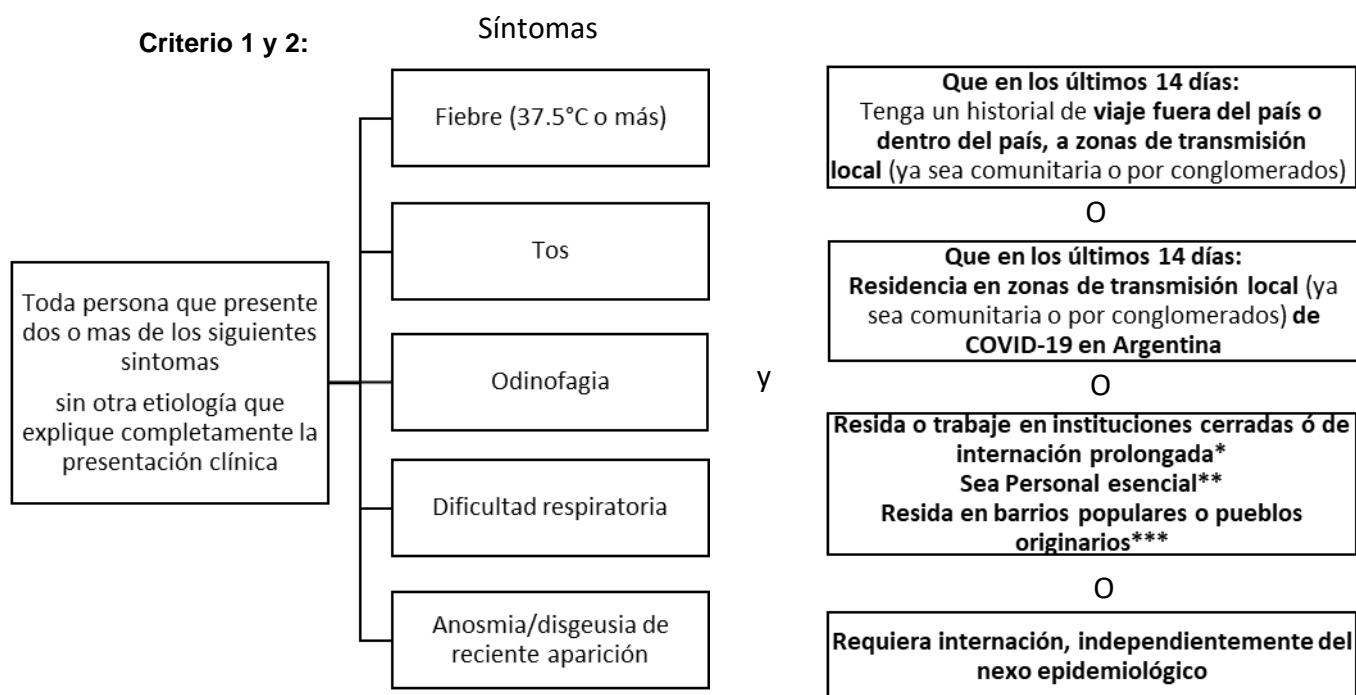 Criterio 1 y 2:
Síntomas
Toda persona que presente
dos o mas de los siguientes
sintomas
sin otra etiología que
explique completamente la
presentación clínica
Fiebre (37.5°C o más)
Tos
Odinofagia
Dificultad respiratoria
Anosmia/disgeusia de
reciente aparición
y
Que en los últimos 14 días:
Tenga un historial de viaje fuera del país o
dentro del país, a zonas de transmisión
local (ya sea comunitaria o por conglomerados)
O
Que en los últimos 14 días:
Residencia en zonas de transmisión local (ya
sea comunitaria o por conglomerados) de
COVID-19 en Argentina
O
Resida o trabaje en instituciones cerradas ó de
internación prolongada*
Sea Personal esencial**
Resida en barrios populares o pueblos
originarios***
O
Requiera internación, independientemente del
nexo epidemiológico